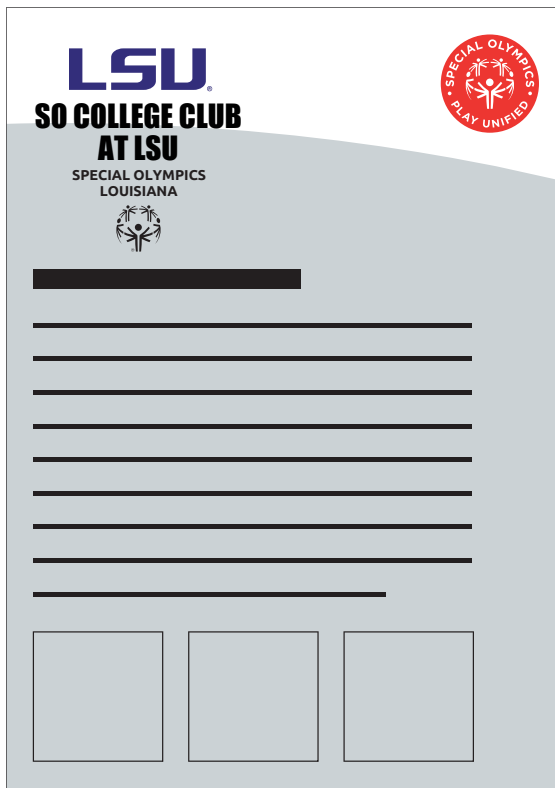 LSU
SO COLLEGE CLUB
AT LSU
SPECIAL OLYMPICS
LOUISIANA
®
SPECIAL OLYMPICS
PLAY UNIFIED